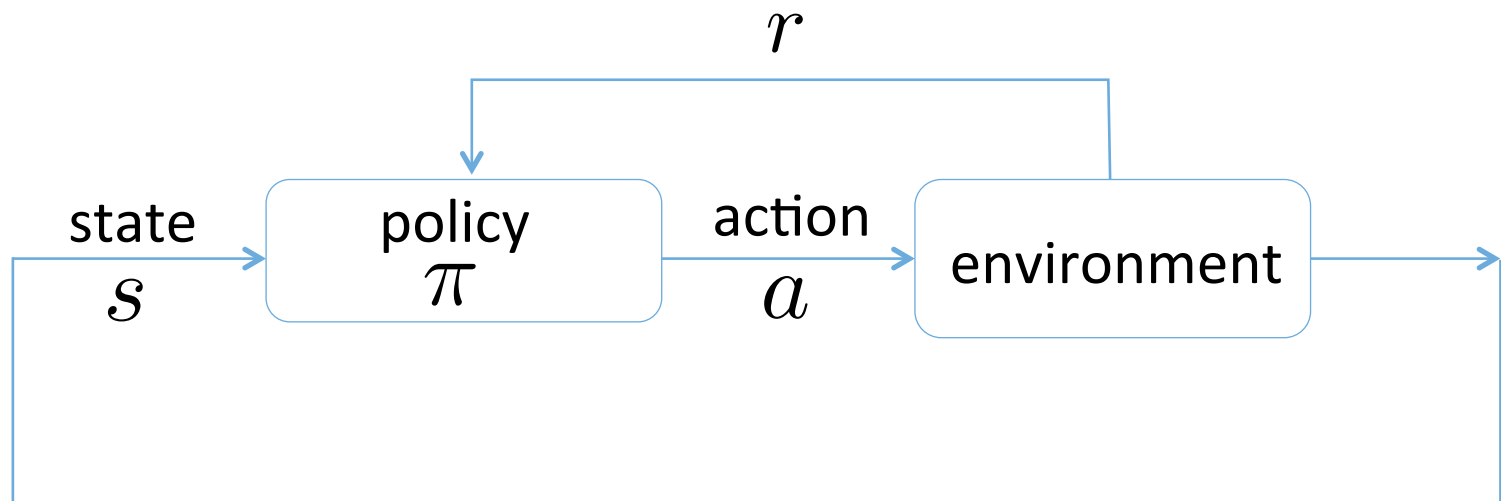 r
state
s
policy
π
action
a
environment